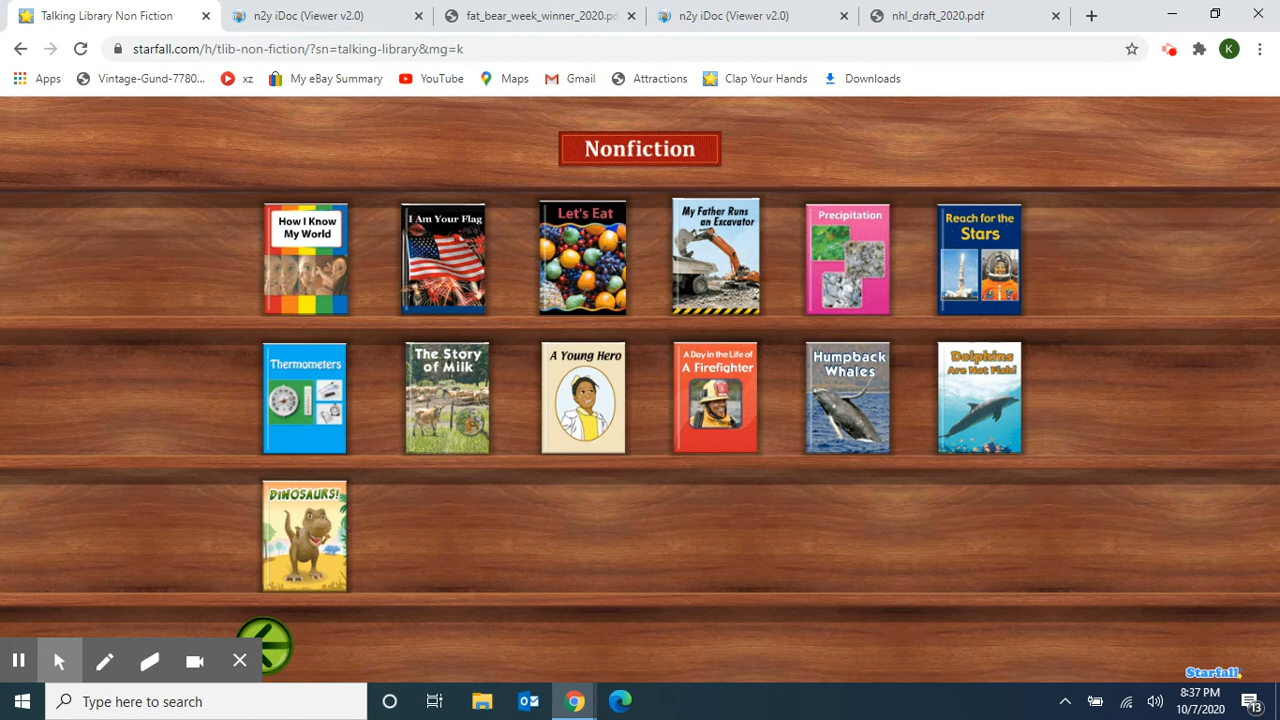 Talking Library Non Fiction
n2y iDoc (Viewer v2.0)
fat_bear_week_winner_2020.pd
n2y iDoc (Viewer v2.0)
nhl_draft_2020.pdf
starfall.com/h/tlib-non-fiction/?sn=talking-library&mg=k
K
Apps
Vintage-Gund-7780...
xz
My eBay Summary
YouTube
Maps
Gmail
Attractions
Clap Your Hands
Downloads
Nonfiction
How I Know
My World
I Am Your Flag
Let's Eat
My Father Runs
an Excavator
Precipitation
Reach for the
Stars
Thermometers
The Story
of Milk
A Young Hero
A Day in the Life of
A Firefighter
Humpback
Whales
Dolphins
Are Not Fish!
DINOSAURS!
Starfall
Type here to search
8:37 PM
10/7/2020
13